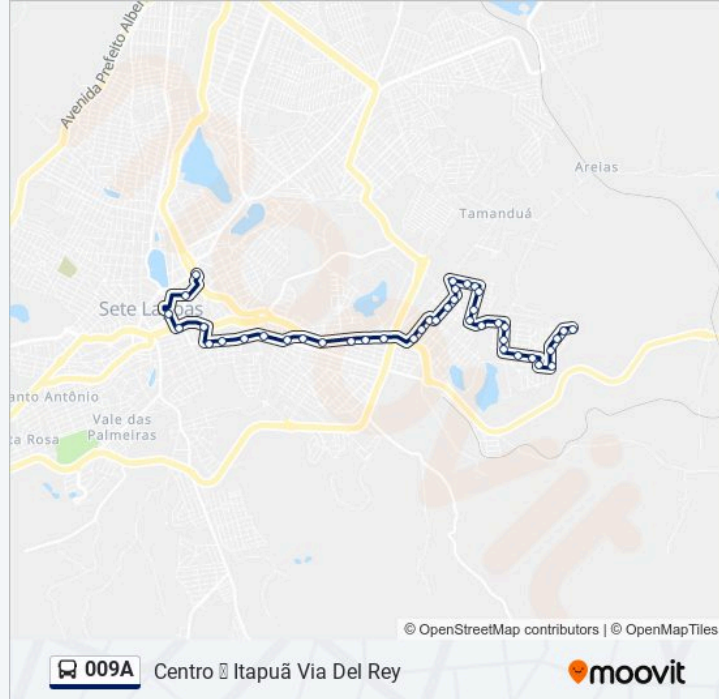 Avenida Prefeito Alber
Areias
Tamanduá
Sete Lagoas
anto Antônio
Vale das
Palmeiras
ta Rosa
© OpenStreetMap contributors | © OpenMapTiles
009A Centro Itapuã Via Del Rey
moovit